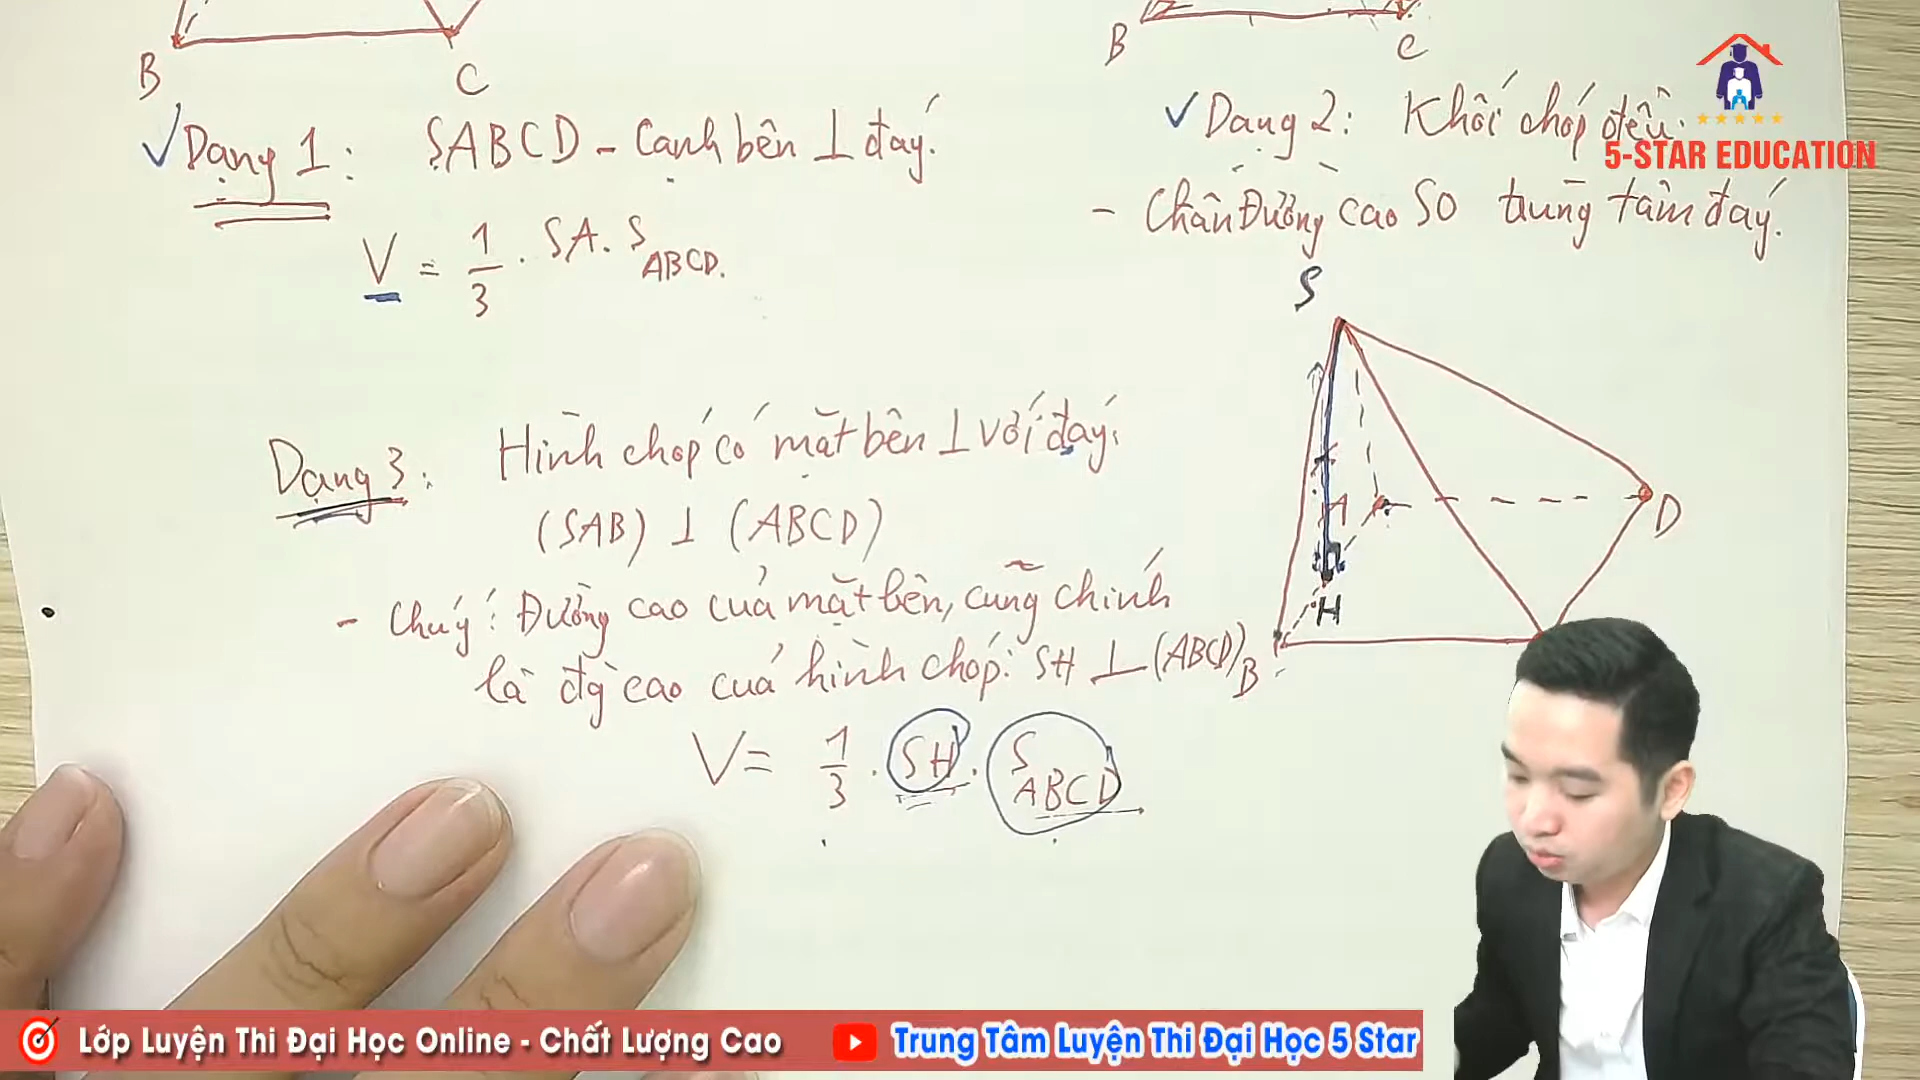 B
C
B
C
Dạng 1: SABCD - Cạnh bên ⊥ đáy.
V = 1/3 . SA. S ABCD.
Dạng 2: Khối chóp đều.
- Chân Đường cao SO trùng tâm đáy.
5-STAR EDUCATION
S
A
D
H
B
Dạng 3: Hình chóp có mặt bên ⊥ với đáy:
(SAB) ⊥ (ABCD)
- Chú ý: Đường cao của mặt bên, cũng chính
là đg cao của hình chóp: SH ⊥ (ABCD)
V = 1/3 . SH . S ABCD
Lớp Luyện Thi Đại Học Online - Chất Lượng Cao
Trung Tâm Luyện Thi Đại Học 5 Star